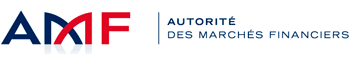 AMF
AUTORITÉ
DES MARCHÉS FINANCIERS